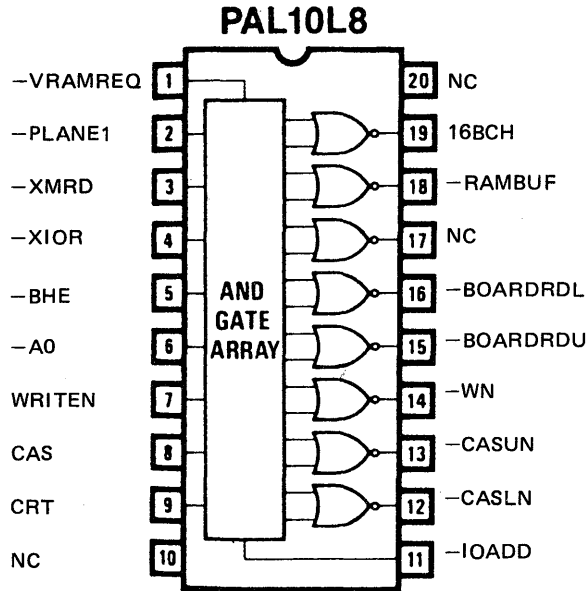 PAL10L8
-VRAMREQ 1 20 NC
-PLANE1 2 19 16BCH
-XMRD 3 18 -RAMBUF
-XIOR 4 17 NC
-BHE 5 16 -BOARDRDL
-A0 6 15 -BOARDRDU
WRITEN 7 14 -WN
CAS 8 13 -CASUN
CRT 9 12 -CASLN
NC 10 11 -IOADD
AND
GATE
ARRAY